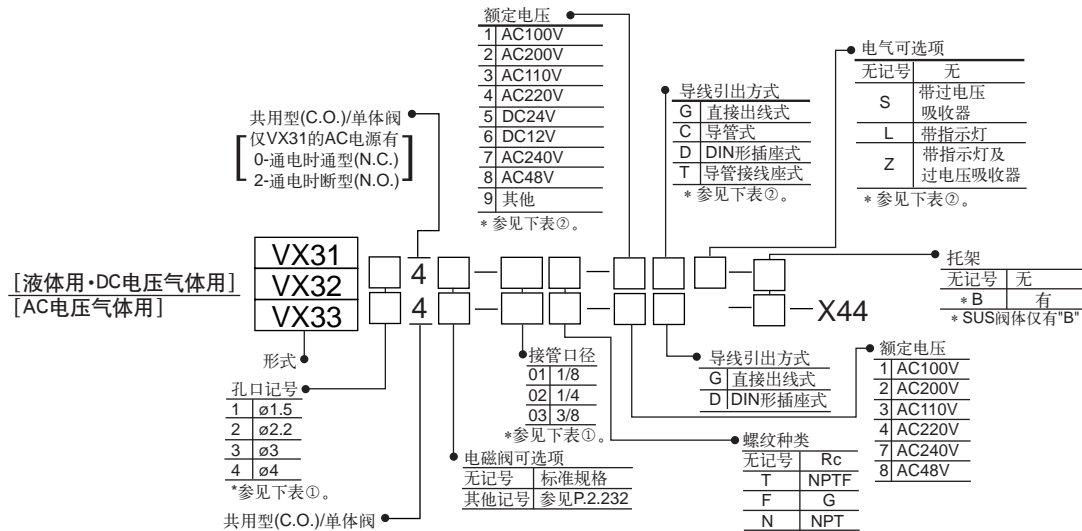 额定电压
1 AC100V
2 AC200V
3 AC110V
4 AC220V
5 DC24V
6 DC12V
7 AC240V
8 AC48V
9 其他
* 参见下表②。
导线引出方式
G 直接出线式
C 导管式
D DIN形插座式
T 导管接线座式
* 参见下表②。
电气可选项
无记号 无
S 带过电压
吸收器
L 带指示灯
Z 带指示灯及
过电压吸收器
* 参见下表②。
共用型(C.O.)/单体阀
仅VX31的AC电源有
0-通电时通型(N.C.)
2-通电时断型(N.O.)
[液体用·DC电压气体用]
[AC电压气体用]
VX31
VX32
VX33
4 — — —
4 — — — X44
形式
托架
无记号 无
* B 有
* SUS阀体仅有"B"
孔口记号
1 ø1.5
2 ø2.2
3 ø3
4 ø4
*参见下表①。
共用型(C.O.)/单体阀
电磁阀可选项
无记号 标准规格
其他记号 参见P.2.232
接管口径
01 1/8
02 1/4
03 3/8
*参见下表①。
导线引出方式
G 直接出线式
D DIN形插座式
螺纹种类
无记号 Rc
T NPTF
F G
N NPT
额定电压
1 AC100V
2 AC200V
3 AC110V
4 AC220V
7 AC240V
8 AC48V